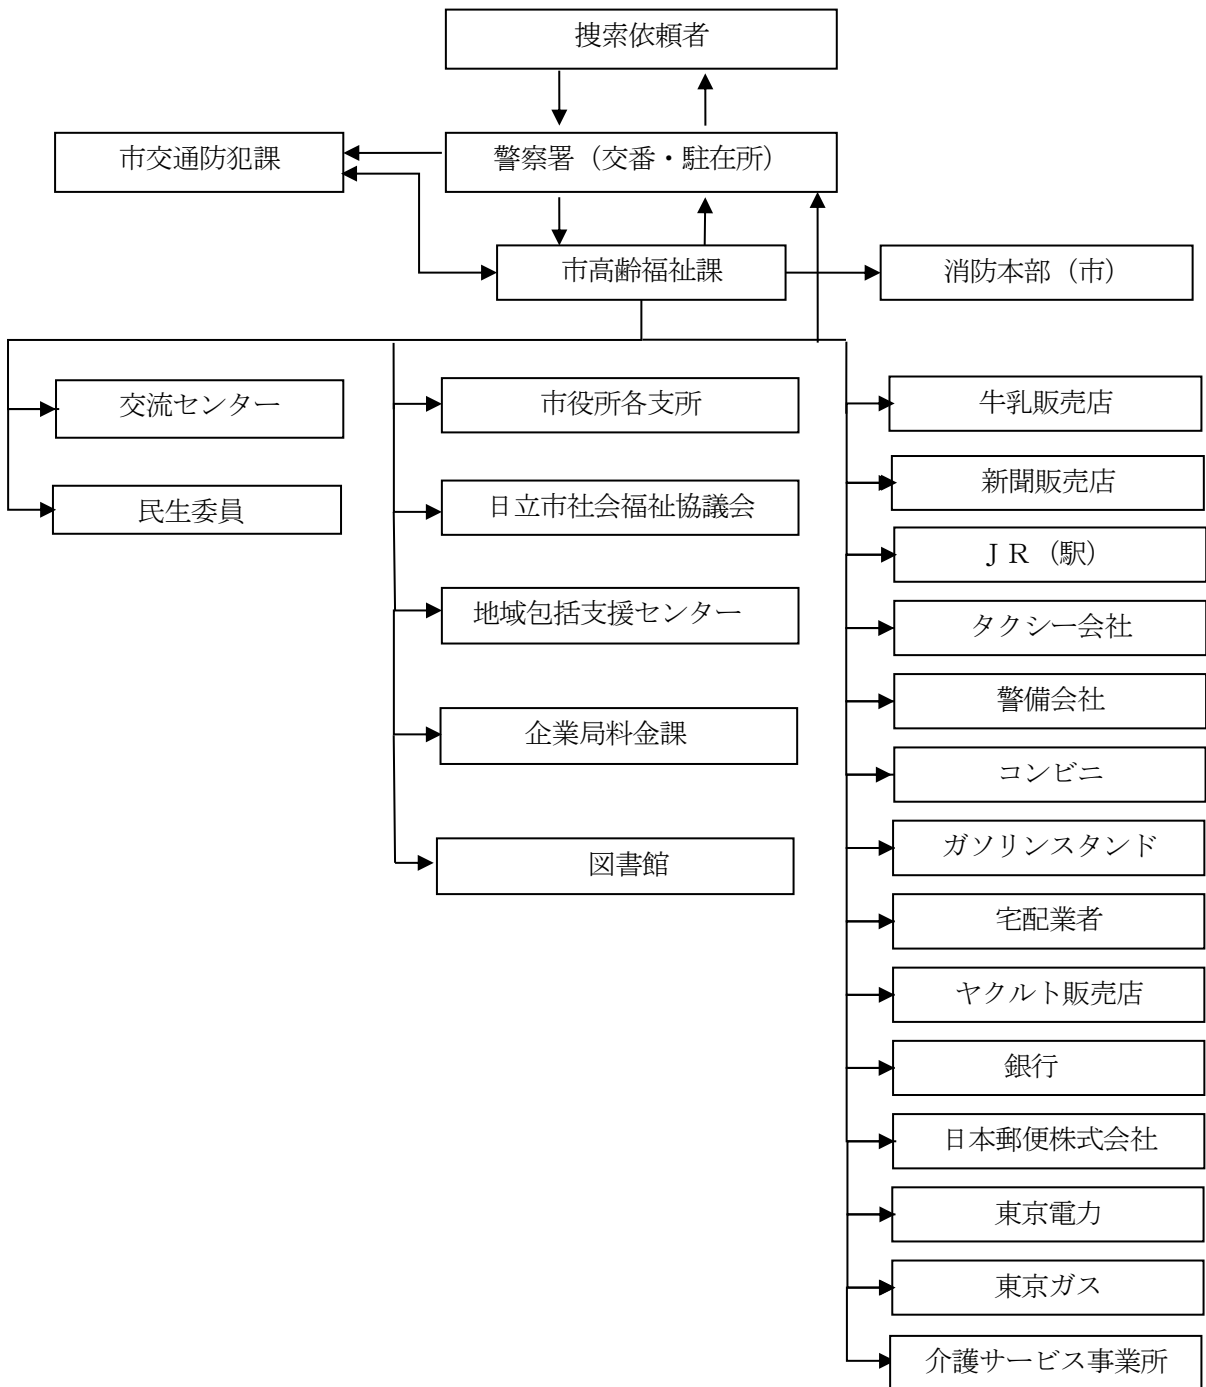 捜索依頼者
市交通防犯課
警察署（交番・駐在所）
市高齢福祉課
消防本部（市）
交流センター
民生委員
市役所各支所
日立市社会福祉協議会
地域包括支援センター
企業局料金課
図書館
牛乳販売店
新聞販売店
ＪＲ（駅）
タクシー会社
警備会社
コンビニ
ガソリンスタンド
宅配業者
ヤクルト販売店
銀行
日本郵便株式会社
東京電力
東京ガス
介護サービス事業所